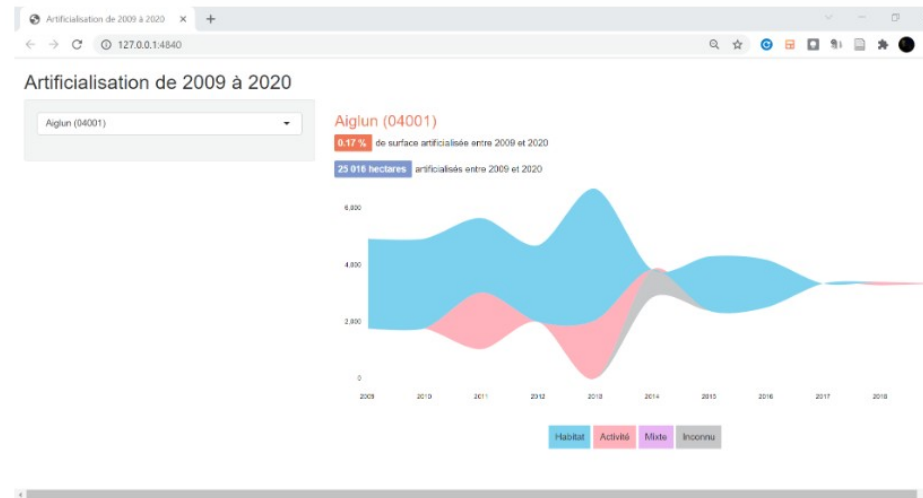 Artificialisation de 2009 à 2020
127.0.0.1:4840
Artificialisation de 2009 à 2020
Aiglun (04001)
Aiglun (04001)
0.17 % de surface artificialisée entre 2009 et 2020
25 016 hectares artificialisés entre 2009 et 2020
6,000
4,000
2,000
0
2009 2010 2011 2012 2013 2014 2015 2016 2017 2018
Habitat Activité Mixte Inconnu